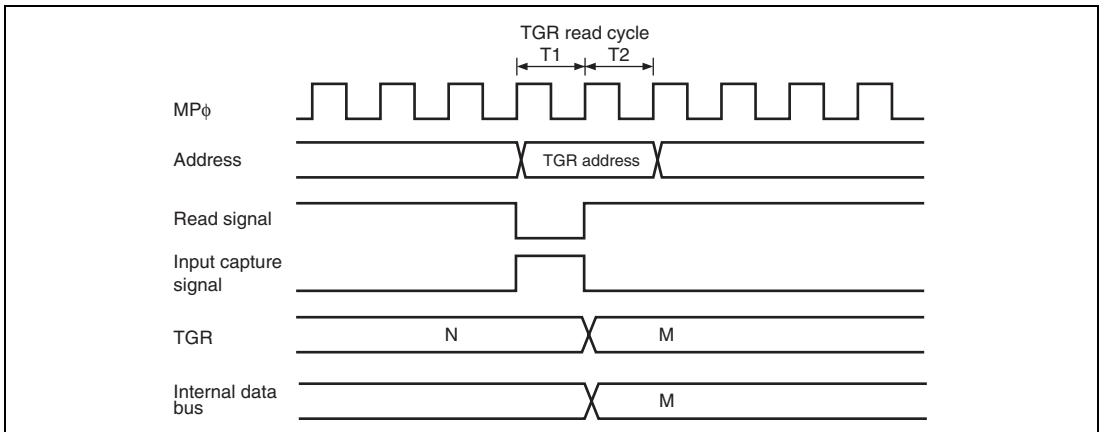 TGR read cycle
T1 T2
MPϕ
Address
TGR address
Read signal
Input capture
signal
TGR
N M
Internal data
bus
M